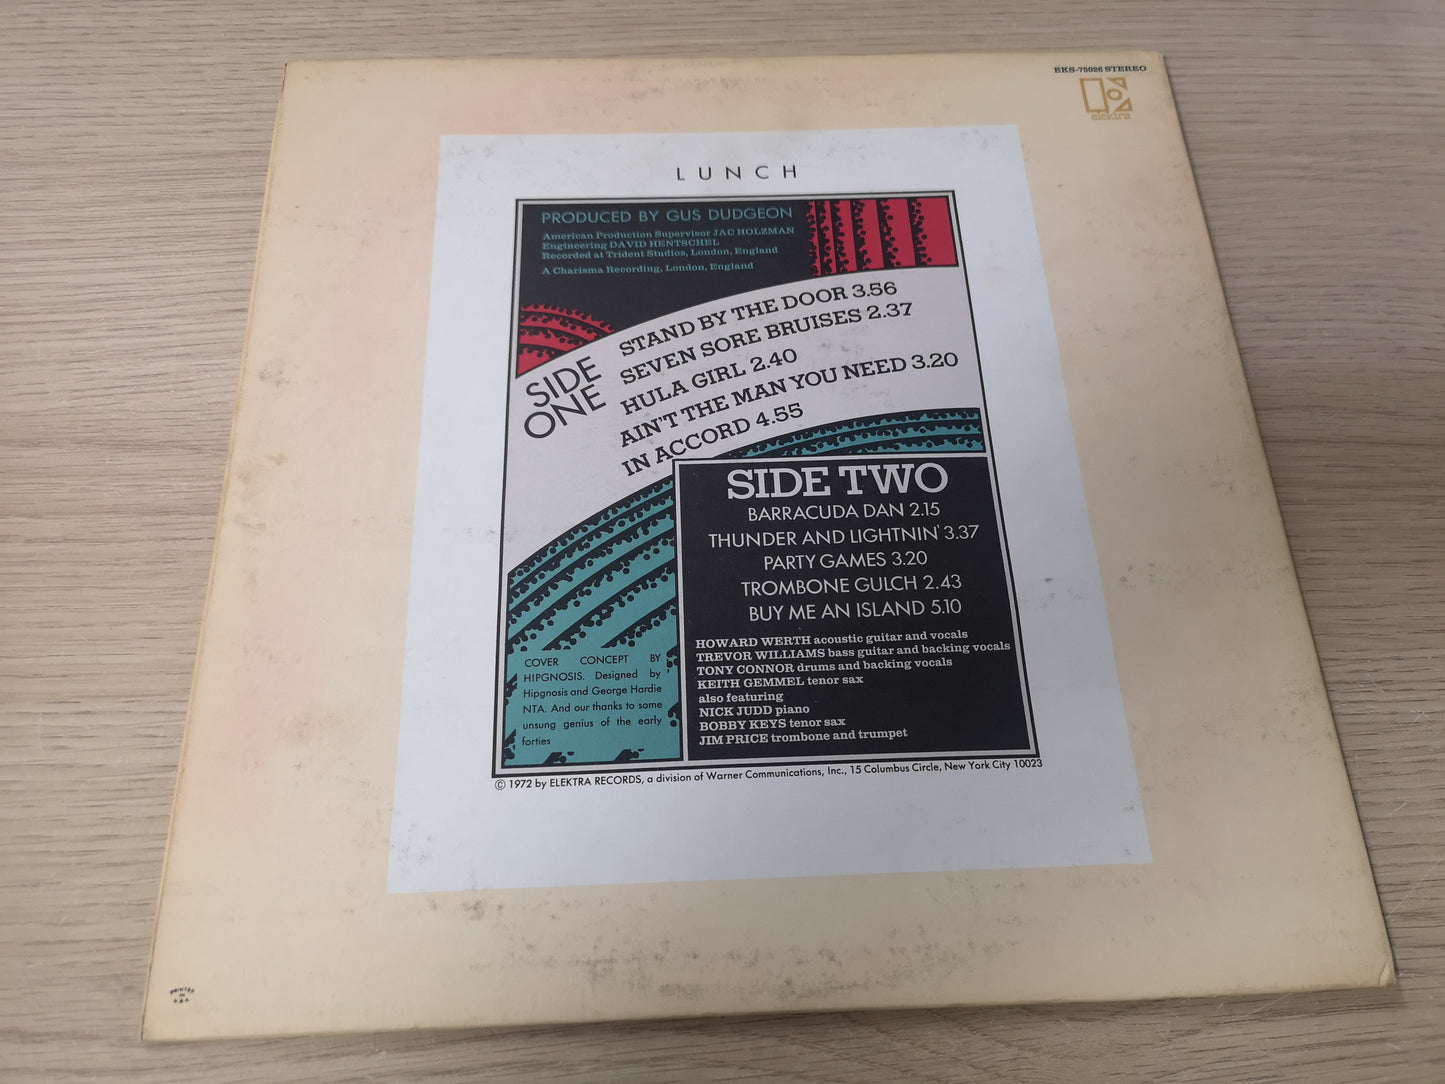 EKS-75026 STEREO
elektra
LUNCH
PRODUCED BY GUS DUDGEON
American Production Supervisor JAC HOLZMAN
Engineering DAVID HENTSCHEL
Recorded at Trident Studios, London, England
A Charisma Recording, London, England
SIDE
ONE
STAND BY THE DOOR 3.56
SEVEN SORE BRUISES 2.37
HULA GIRL 2.40
AIN'T THE MAN YOU NEED 3.20
IN ACCORD 4.55
SIDE TWO
BARRACUDA DAN 2.15
THUNDER AND LIGHTNIN' 3.37
PARTY GAMES 3.20
TROMBONE GULCH 2.43
BUY ME AN ISLAND 5.10
HOWARD WERTH acoustic guitar and vocals
TREVOR WILLIAMS bass guitar and backing vocals
TONY CONNOR drums and backing vocals
KEITH GEMMEL tenor sax
also featuring
NICK JUDD piano
BOBBY KEYS tenor sax
JIM PRICE trombone and trumpet
COVER CONCEPT BY
HIPGNOSIS. Designed by
Hipgnosis and George Hardie
NTA. And our thanks to some
unsung genius of the early
forties
© 1972 by ELEKTRA RECORDS, a division of Warner Communications, Inc., 15 Columbus Circle, New York City 10023
PRINTED
IN
U.S.A.